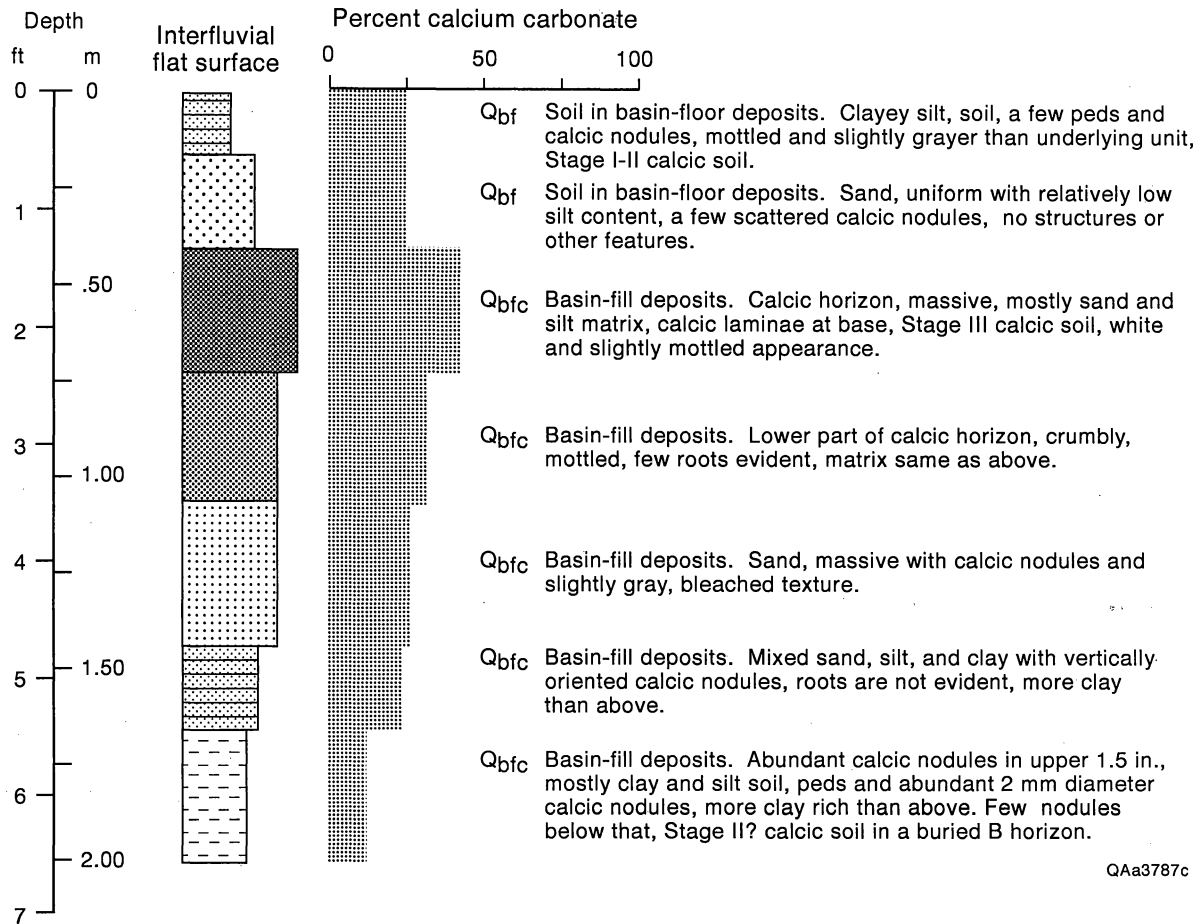 Depth
ft m
Interfluvial
flat surface
Percent calcium carbonate
0 50 100
0 0
1
.50
2
3
1.00
4
1.50
5
6
2.00
7
Qbf Soil in basin-floor deposits. Clayey silt, soil, a few peds and
calcic nodules, mottled and slightly grayer than underlying unit,
Stage I-II calcic soil.
Qbf Soil in basin-floor deposits. Sand, uniform with relatively low
silt content, a few scattered calcic nodules, no structures or
other features.
Qbfc Basin-fill deposits. Calcic horizon, massive, mostly sand and
silt matrix, calcic laminae at base, Stage III calcic soil, white
and slightly mottled appearance.
Qbfc Basin-fill deposits. Lower part of calcic horizon, crumbly,
mottled, few roots evident, matrix same as above.
Qbfc Basin-fill deposits. Sand, massive with calcic nodules and
slightly gray, bleached texture.
Qbfc Basin-fill deposits. Mixed sand, silt, and clay with vertically
oriented calcic nodules, roots are not evident, more clay
than above.
Qbfc Basin-fill deposits. Abundant calcic nodules in upper 1.5 in.,
mostly clay and silt soil, peds and abundant 2 mm diameter
calcic nodules, more clay rich than above. Few nodules
below that, Stage II? calcic soil in a buried B horizon.
QAa3787c